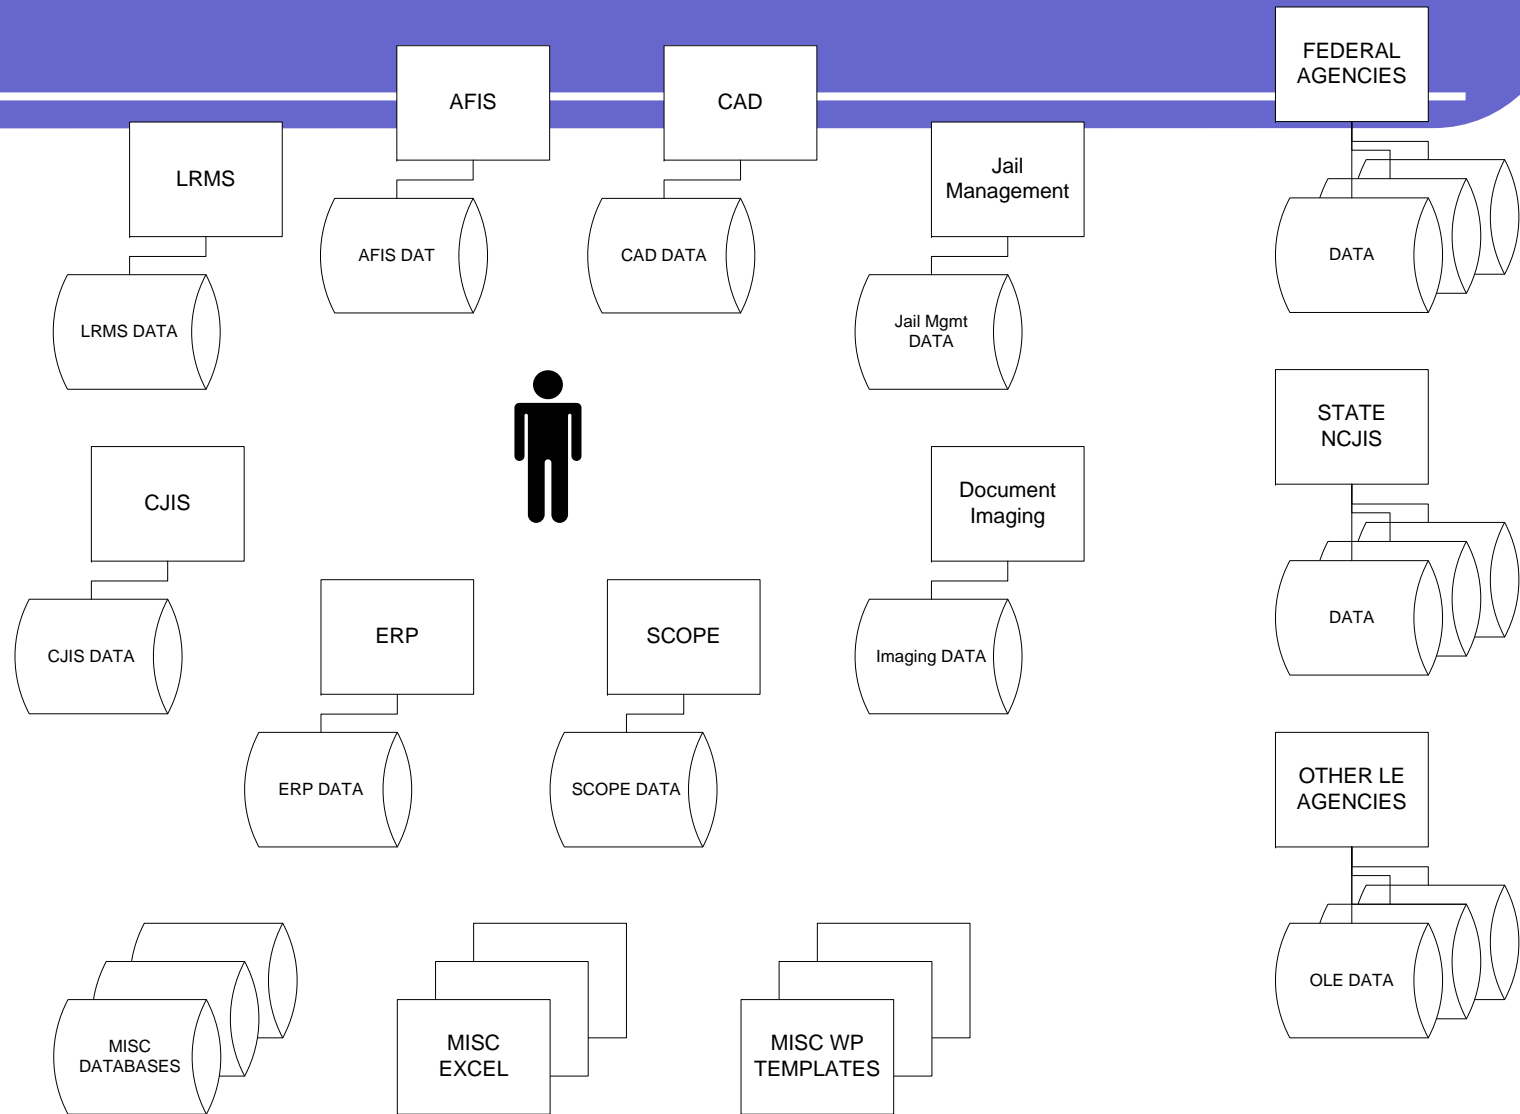 FEDERAL
AGENCIES
AFIS
CAD
LRMS
Jail
Management
AFIS DAT
CAD DATA
DATA
LRMS DATA
Jail Mgmt
DATA
STATE
NCJIS
CJIS
Document
Imaging
DATA
ERP
SCOPE
CJIS DATA
Imaging DATA
ERP DATA
SCOPE DATA
OTHER LE
AGENCIES
OLE DATA
MISC
DATABASES
MISC
EXCEL
MISC WP
TEMPLATES